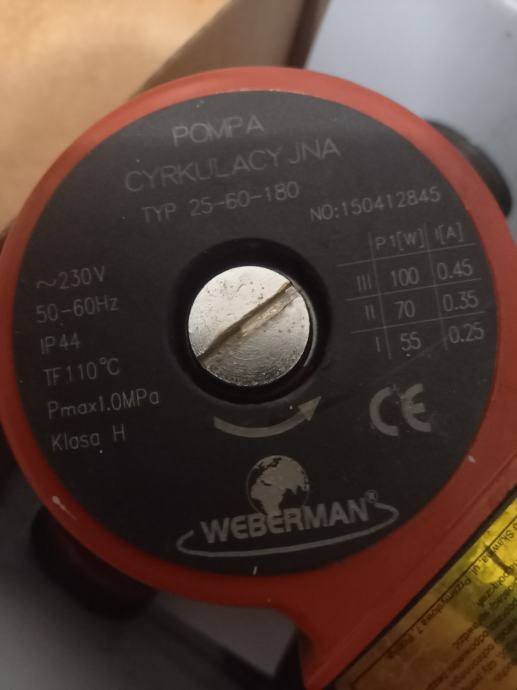 POMPA
CYRKULACYJNA
TYP 25-60-180
NO:150412845
~230V
50-60Hz
IP44
TF110°C
Pmax1.0MPa
Klasa H
P1[W] I[A]
III 100 0.45
II 70 0.35
I 55 0.25
CE
WEBERMAN®